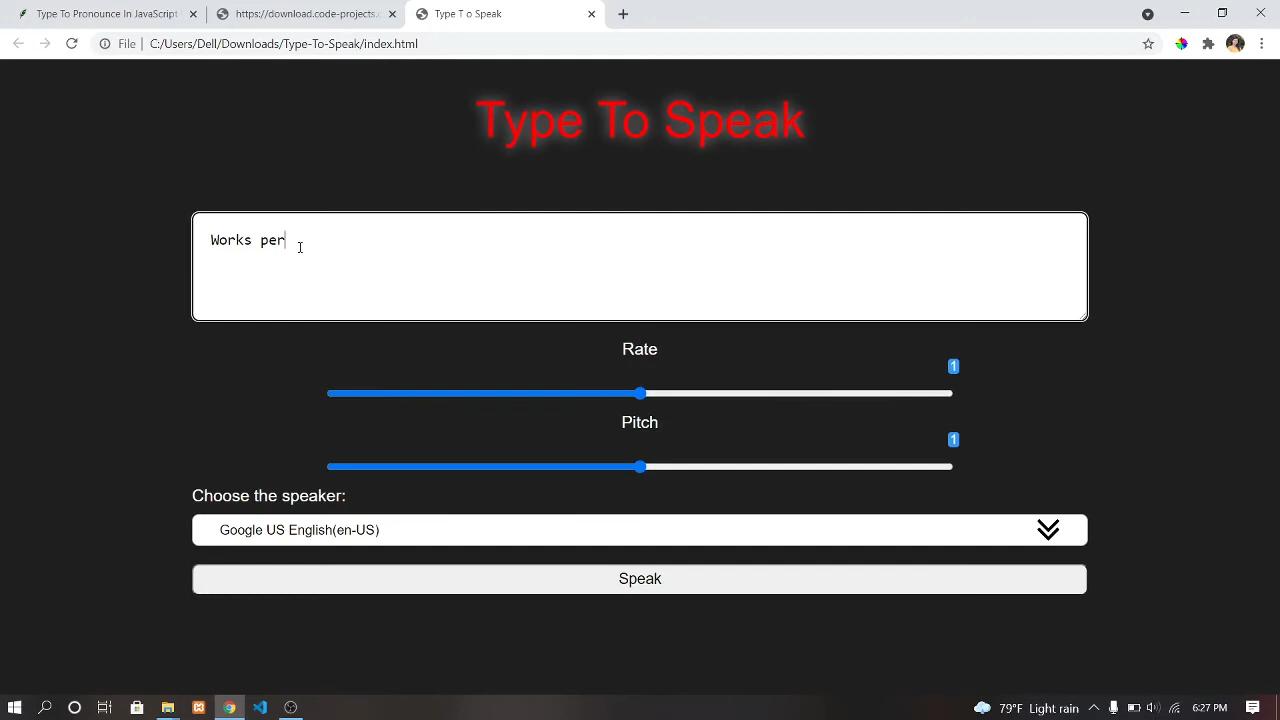 Type To Pronounce In JavaScript
https://download.code-projects.
Type T o Speak
File
C:/Users/Dell/Downloads/Type-To-Speak/index.html
Type To Speak
Works per
Rate
1
Pitch
1
Choose the speaker:
Google US English(en-US)
Speak
79°F Light rain
6:27 PM